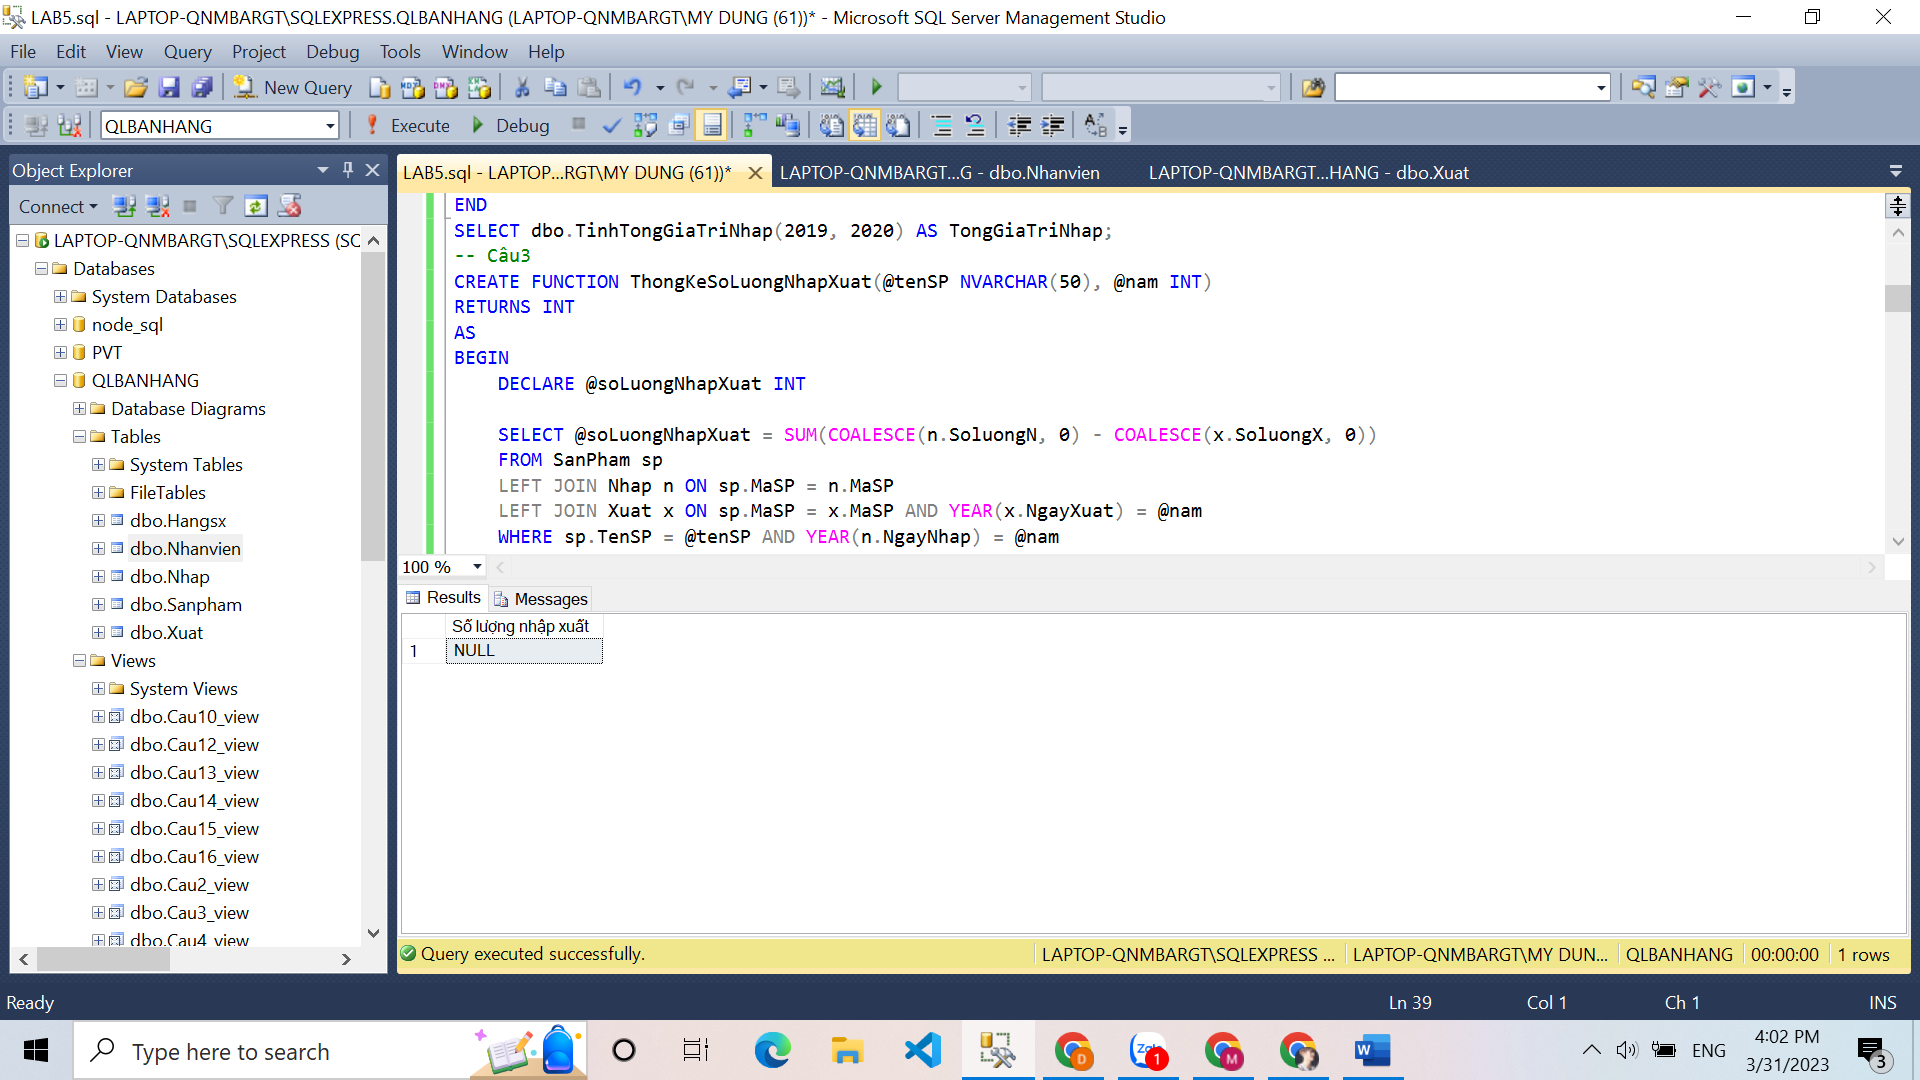 LAB5.sql - LAPTOP-QNMBARGT\SQLEXPRESS.QLBANHANG (LAPTOP-QNMBARGT\MY DUNG (61))* - Microsoft SQL Server Management Studio
File Edit View Query Project Debug Tools Window Help
New Query
QLBANHANG Execute Debug
Object Explorer
Connect
LAPTOP-QNMBARGT\SQLEXPRESS (SC
Databases
System Databases
node_sql
PVT
QLBANHANG
Database Diagrams
Tables
System Tables
FileTables
dbo.Hangsx
dbo.Nhanvien
dbo.Nhap
dbo.Sanpham
dbo.Xuat
Views
System Views
dbo.Cau10_view
dbo.Cau12_view
dbo.Cau13_view
dbo.Cau14_view
dbo.Cau15_view
dbo.Cau16_view
dbo.Cau2_view
dbo.Cau3_view
dbo.Cau4_view
LAB5.sql - LAPTOP...RGT\MY DUNG (61))* LAPTOP-QNMBARGT...G - dbo.Nhanvien LAPTOP-QNMBARGT...HANG - dbo.Xuat
END
SELECT dbo.TinhTongGiaTriNhap(2019, 2020) AS TongGiaTriNhap;
-- Câu3
CREATE FUNCTION ThongKeSoLuongNhapXuat(@tenSP NVARCHAR(50), @nam INT)
RETURNS INT
AS
BEGIN
DECLARE @soLuongNhapXuat INT
SELECT @soLuongNhapXuat = SUM(COALESCE(n.SoluongN, 0) - COALESCE(x.SoluongX, 0))
FROM SanPham sp
LEFT JOIN Nhap n ON sp.MaSP = n.MaSP
LEFT JOIN Xuat x ON sp.MaSP = x.MaSP AND YEAR(x.NgayXuat) = @nam
WHERE sp.TenSP = @tenSP AND YEAR(n.NgayNhap) = @nam
100 %
Results Messages
Số lượng nhập xuất
1 NULL
Query executed successfully. LAPTOP-QNMBARGT\SQLEXPRESS ... LAPTOP-QNMBARGT\MY DUN... QLBANHANG 00:00:00 1 rows
Ready Ln 39 Col 1 Ch 1 INS
Type here to search
D
Zalo
1
M
W
ENG
4:02 PM
3/31/2023
3